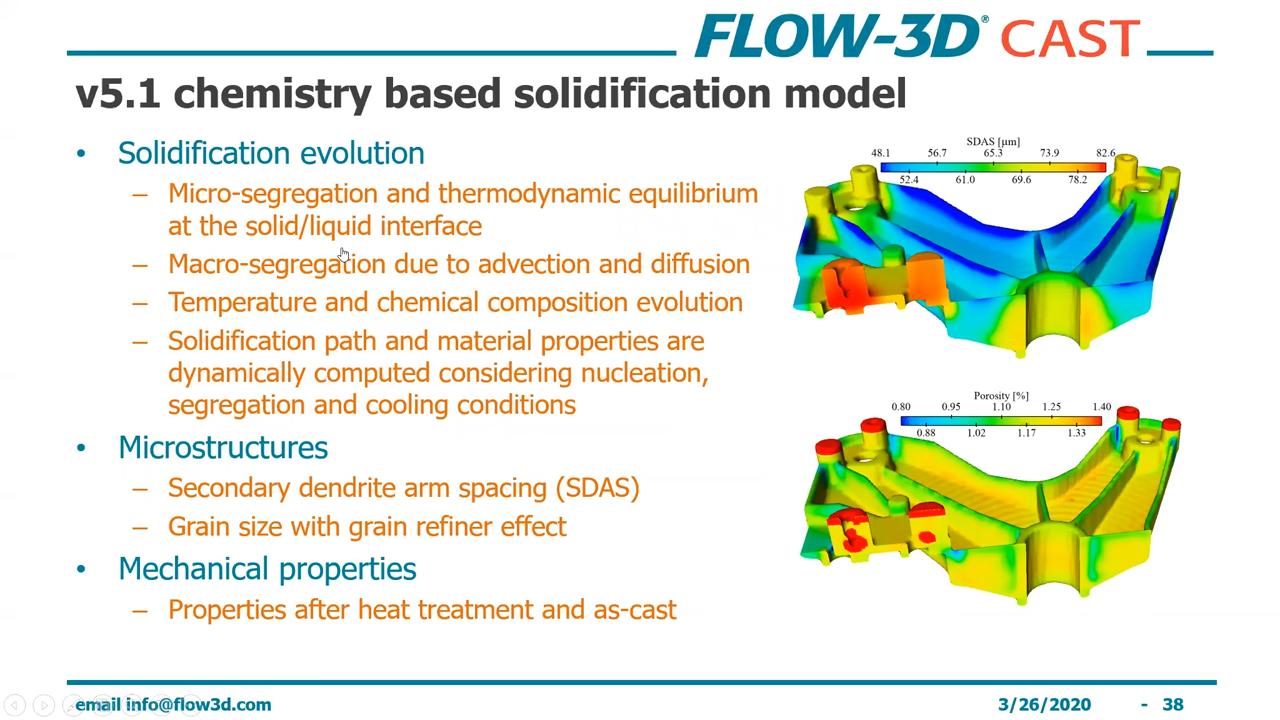 FLOW-3D® CAST
v5.1 chemistry based solidification model
• Solidification evolution
– Micro-segregation and thermodynamic equilibrium
at the solid/liquid interface
– Macro-segregation due to advection and diffusion
– Temperature and chemical composition evolution
– Solidification path and material properties are
dynamically computed considering nucleation,
segregation and cooling conditions
• Microstructures
– Secondary dendrite arm spacing (SDAS)
– Grain size with grain refiner effect
• Mechanical properties
– Properties after heat treatment and as-cast
SDAS [µm]
48.1 56.7 65.3 73.9 82.6
52.4 61.0 69.6 78.2
Porosity [%]
0.80 0.95 1.10 1.25 1.40
0.88 1.02 1.17 1.33
email info@flow3d.com
3/26/2020 - 38